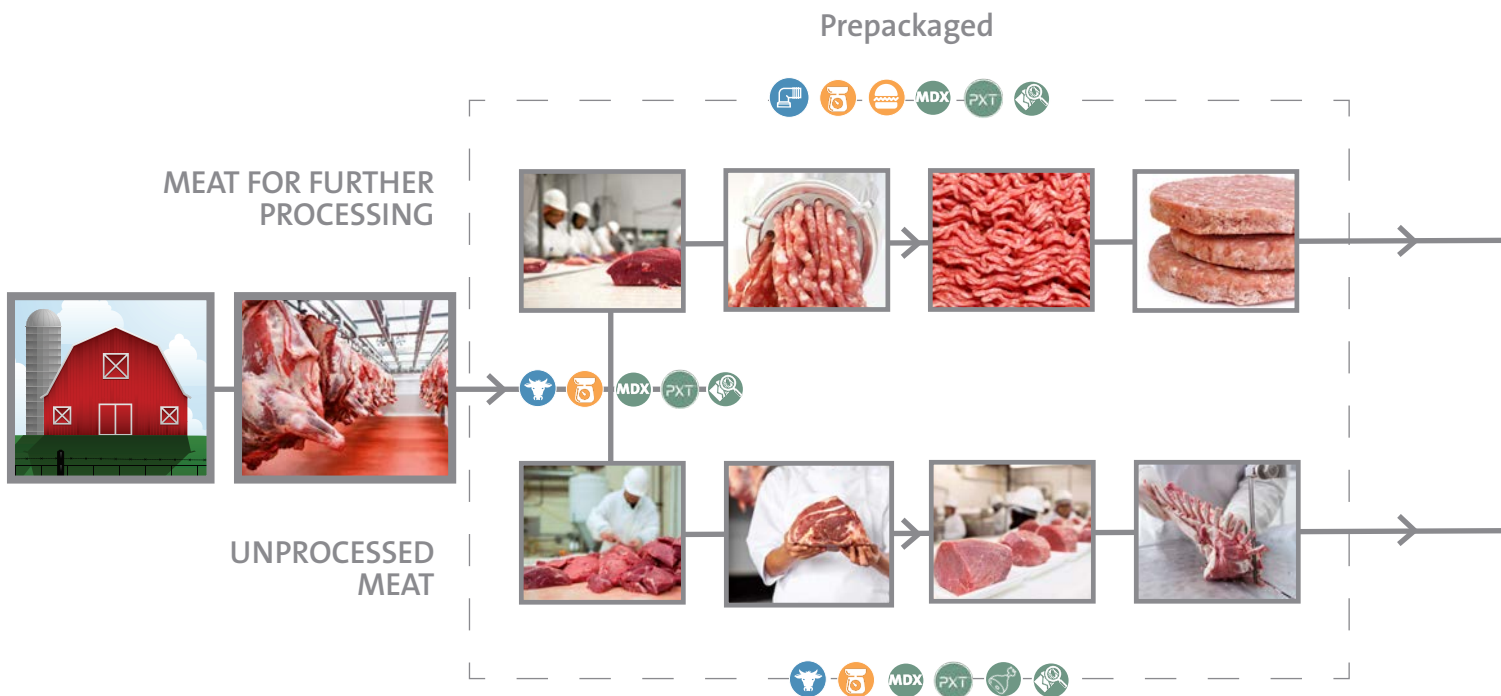 Prepackaged
MDX PXT
MEAT FOR FURTHER
PROCESSING
MDX PXT
UNPROCESSED
MEAT
MDX PXT